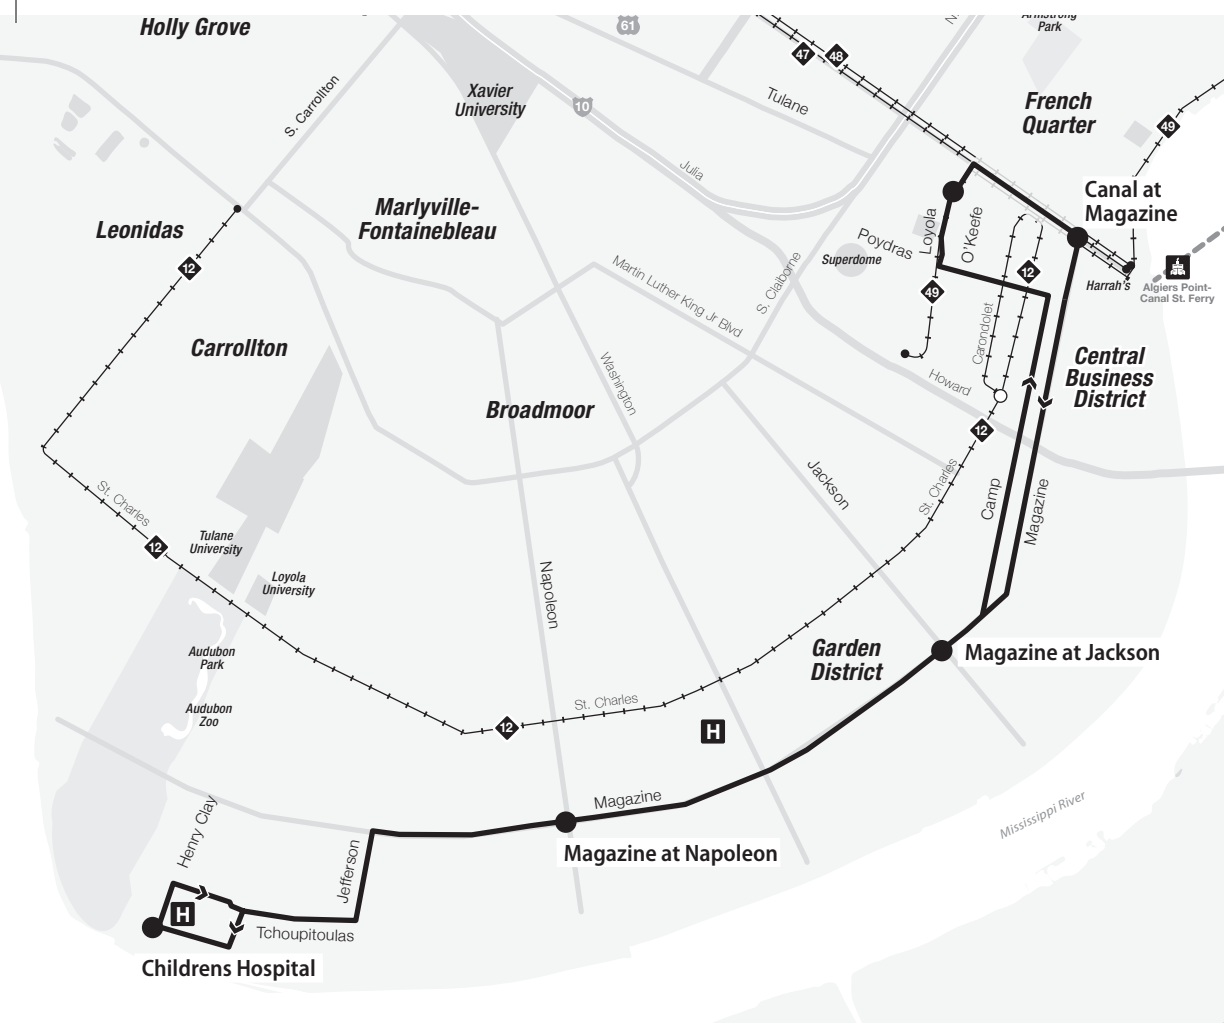 Holly Grove
61
N.
Armstrong
Park
47
48
S. Carrollton
Xavier
University
10
Tulane
French
Quarter
49
Julia
Canal at
Magazine
Marlyville-
Fontainebleau
Leonidas
Loyola
O'Keefe
Poydras
Superdome
12
12
Harrah's
Algiers Point-
Canal St. Ferry
Martin Luther King Jr Blvd
S. Claiborne
49
Carondolet
Carrollton
Central
Business
District
Washington
Howard
Broadmoor
12
Jackson
St. Charles
Camp
Magazine
St. Charles
12
Tulane
University
Loyola
University
Napoleon
Audubon
Park
Garden
District
Magazine at Jackson
Audubon
Zoo
St. Charles
12
H
Magazine
Mississippi River
Henry Clay
Magazine at Napoleon
Jefferson
H
Tchoupitoulas
Childrens Hospital